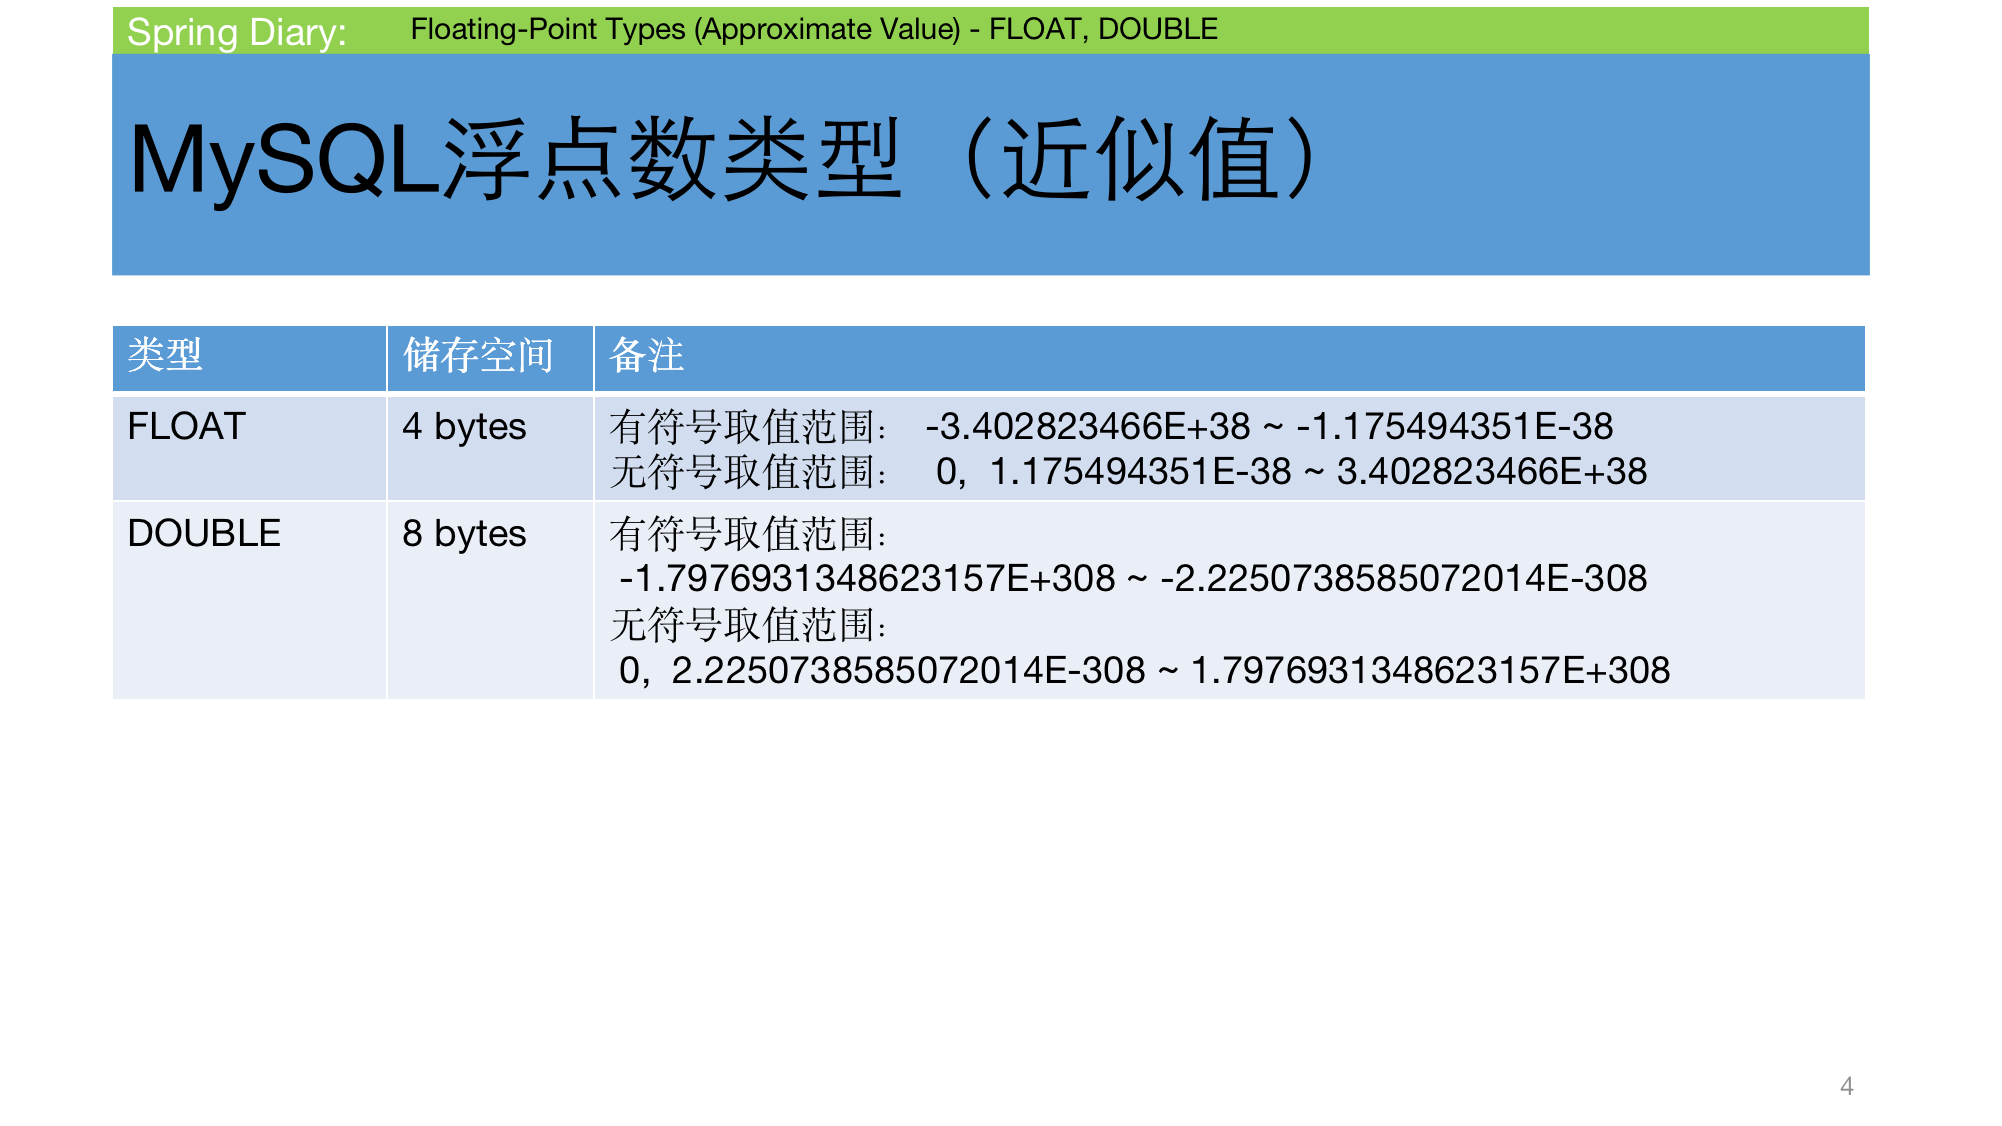 Spring Diary: Floating-Point Types (Approximate Value) - FLOAT, DOUBLE
MySQL浮点数类型（近似值）
类型 储存空间 备注
FLOAT 4 bytes 有符号取值范围： -3.402823466E+38 ~ -1.175494351E-38
无符号取值范围： 0, 1.175494351E-38 ~ 3.402823466E+38
DOUBLE 8 bytes 有符号取值范围：
-1.7976931348623157E+308 ~ -2.2250738585072014E-308
无符号取值范围：
0, 2.2250738585072014E-308 ~ 1.7976931348623157E+308
4